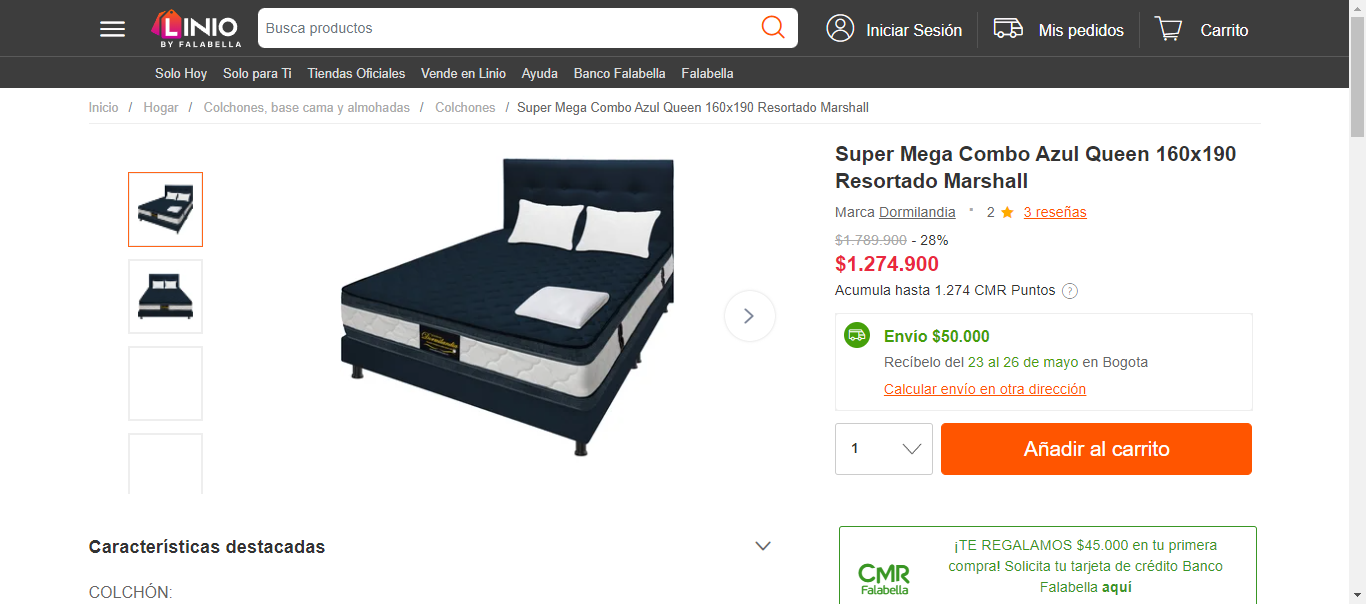 LINIO
BY FALABELLA
Busca productos
Iniciar Sesión
Mis pedidos
Carrito
Solo Hoy Solo para Ti Tiendas Oficiales Vende en Linio Ayuda Banco Falabella Falabella
Inicio / Hogar / Colchones, base cama y almohadas / Colchones / Super Mega Combo Azul Queen 160x190 Resortado Marshall
Super Mega Combo Azul Queen 160x190
Resortado Marshall
Marca Dormilandia • 2 ★ 3 reseñas
$1.789.900 - 28%
$1.274.900
Acumula hasta 1.274 CMR Puntos ?
Envío $50.000
Recíbelo del 23 al 26 de mayo en Bogota
Calcular envío en otra dirección
1
Añadir al carrito
Dormilandia
Características destacadas
COLCHÓN:
CMR
Falabella
¡TE REGALAMOS $45.000 en tu primera
compra! Solicita tu tarjeta de crédito Banco
Falabella aquí